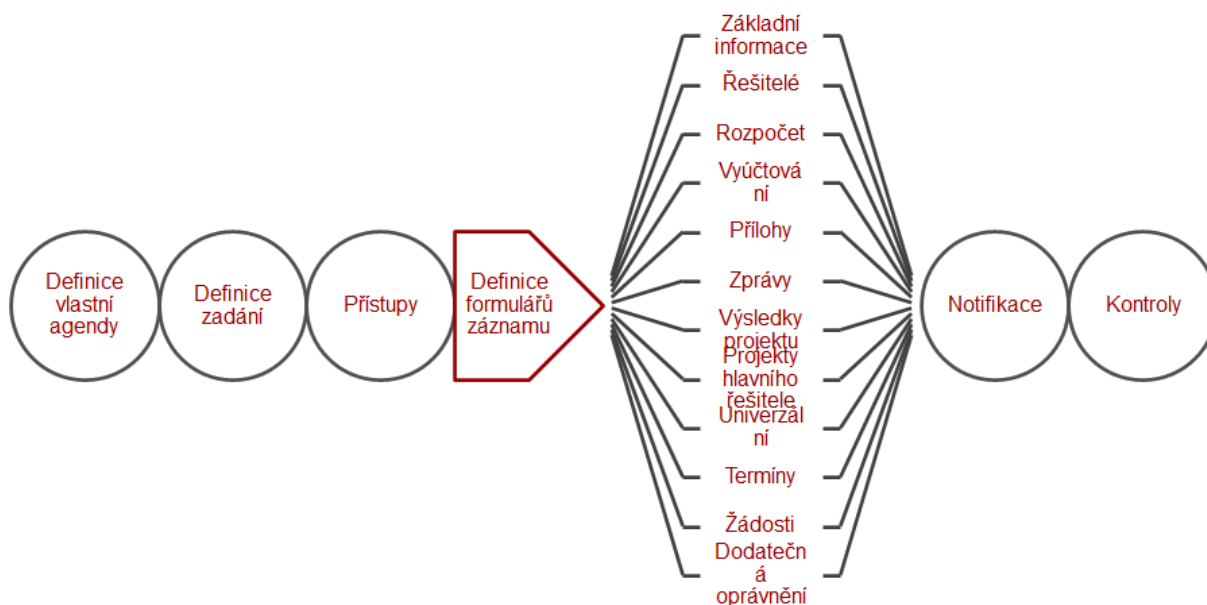 Definice
vlastní
agendy
Definice
zadání
Přístupy
Definice
formulářů
záznamu
Základní
informace
Řešitelé
Rozpočet
Vyúčtová
ní
Přílohy
Zprávy
Výsledky
projektu
Projekty
hlavního
řešitele
Univerzál
ní
Termíny
Žádosti
Dodatečn
á
oprávnění
Notifikace
Kontroly